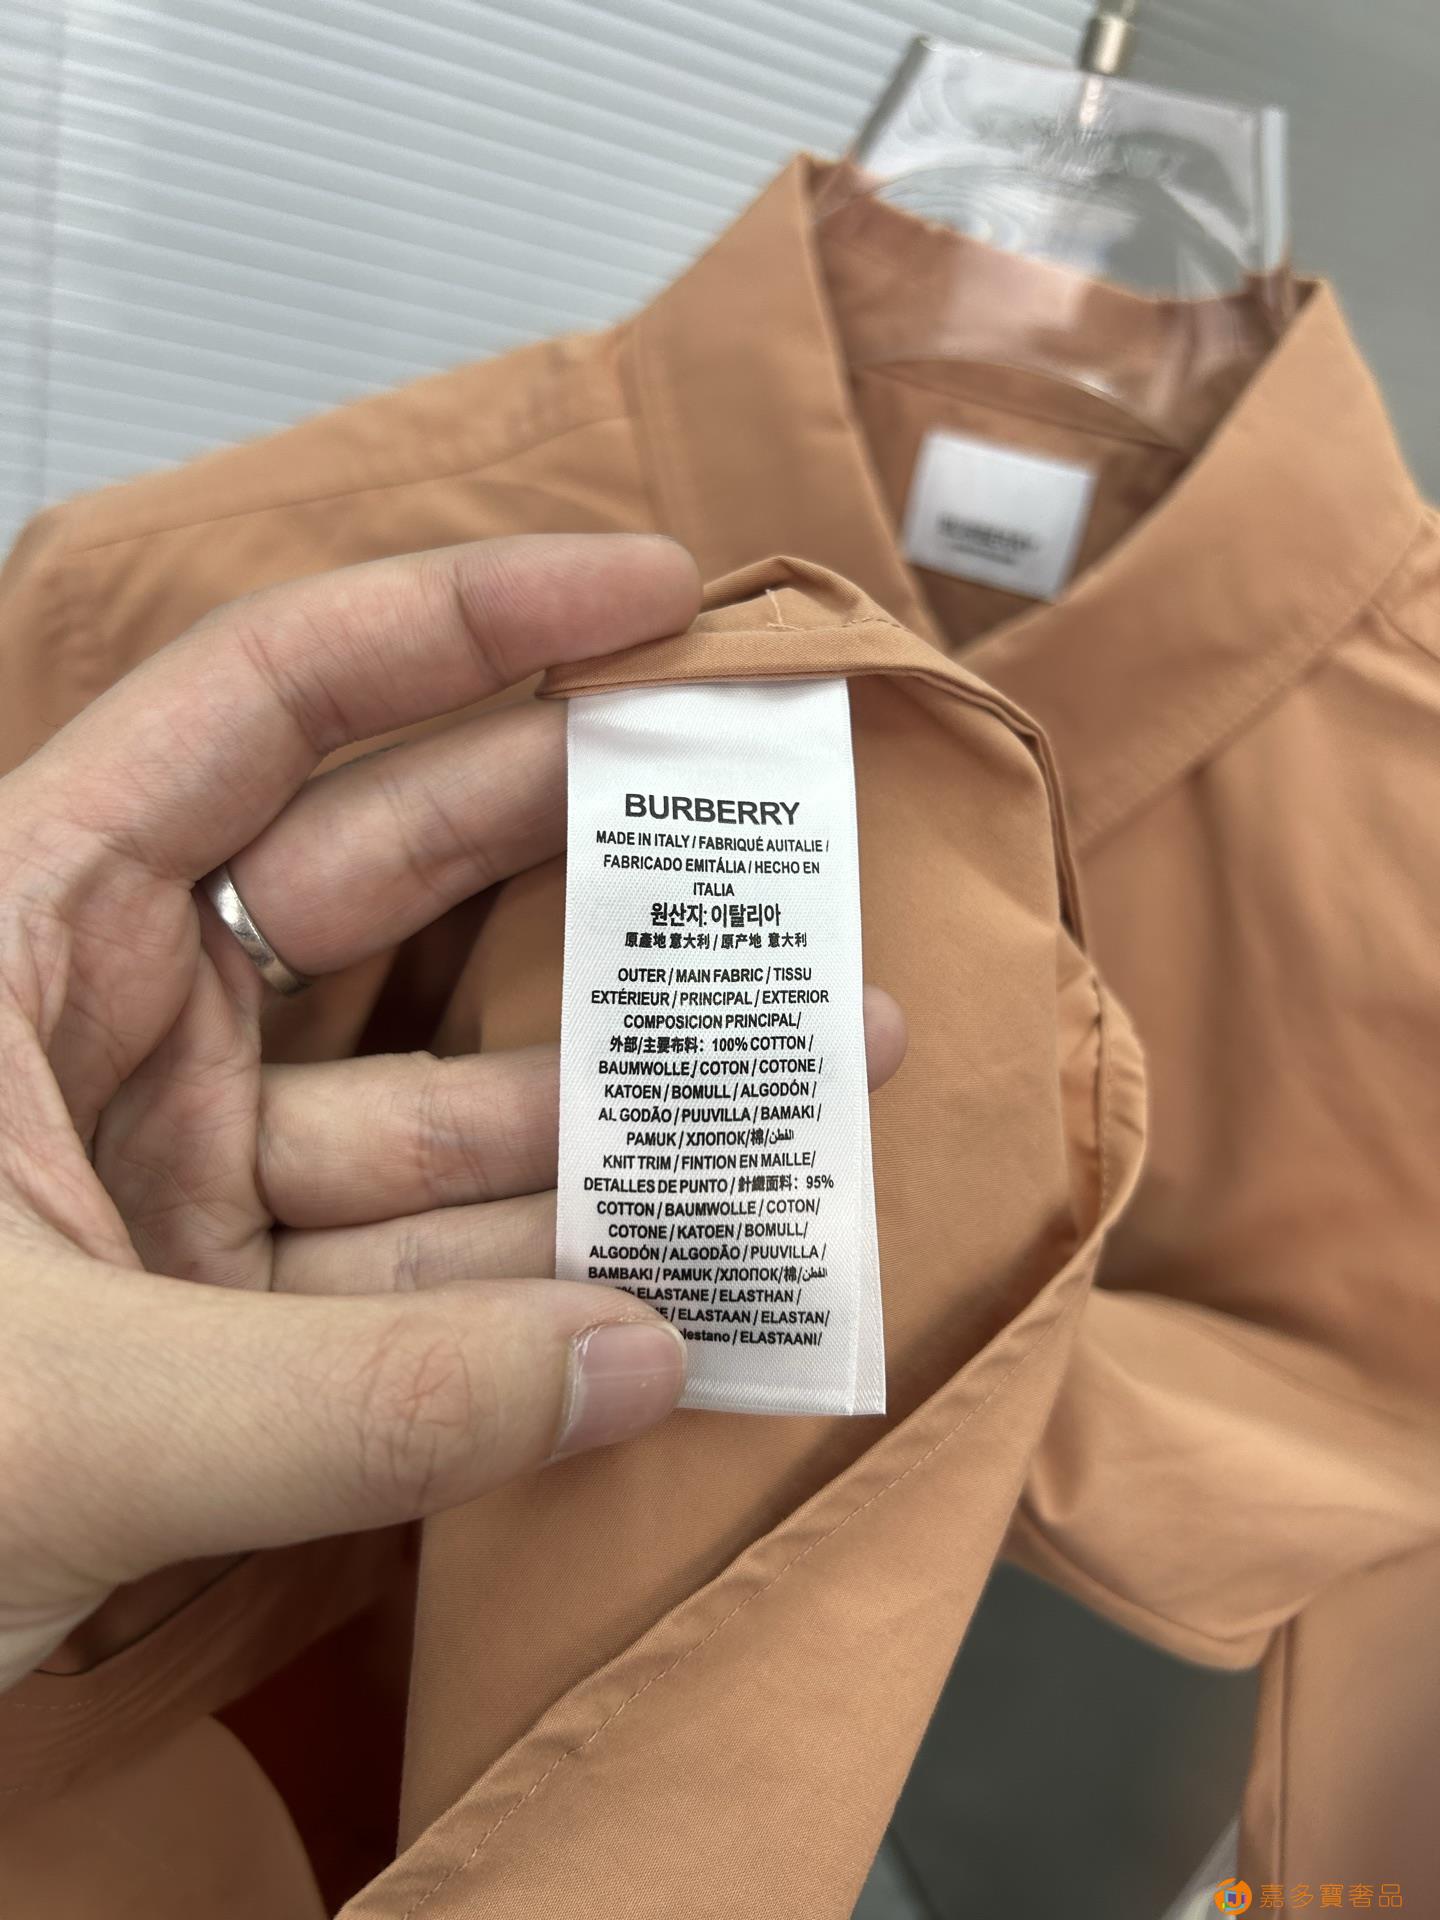 BURBERRY
MADE IN ITALY / FABRIQUÉ AUITALIE /
FABRICADO EMITÁLIA / HECHO EN
ITALIA
원산지: 이탈리아
原產地 意大利 / 原产地 意大利
OUTER / MAIN FABRIC / TISSU
EXTÉRIEUR / PRINCIPAL / EXTERIOR
COMPOSICION PRINCIPAL/
外部/主要布料: 100% COTTON /
BAUMWOLLE / COTON / COTONE /
KATOEN / BOMULL / ALGODÓN /
ALGODÃO / PUUVILLA / BAMAKI /
PAMUK / ХЛОПОК/棉/القطن
KNIT TRIM / FINTION EN MAILLE/
DETALLES DE PUNTO / 針織面料: 95%
COTTON / BAUMWOLLE / COTON/
COTONE / KATOEN / BOMULL/
ALGODÓN / ALGODÃO / PUUVILLA /
BAMBAKI / PAMUK /ХЛОПОК/棉/القطن
% ELASTANE / ELASTHAN /
E / ELASTAAN / ELASTAN/
lestano / ELASTAANI/
BURBERRY
嘉多寶奢品